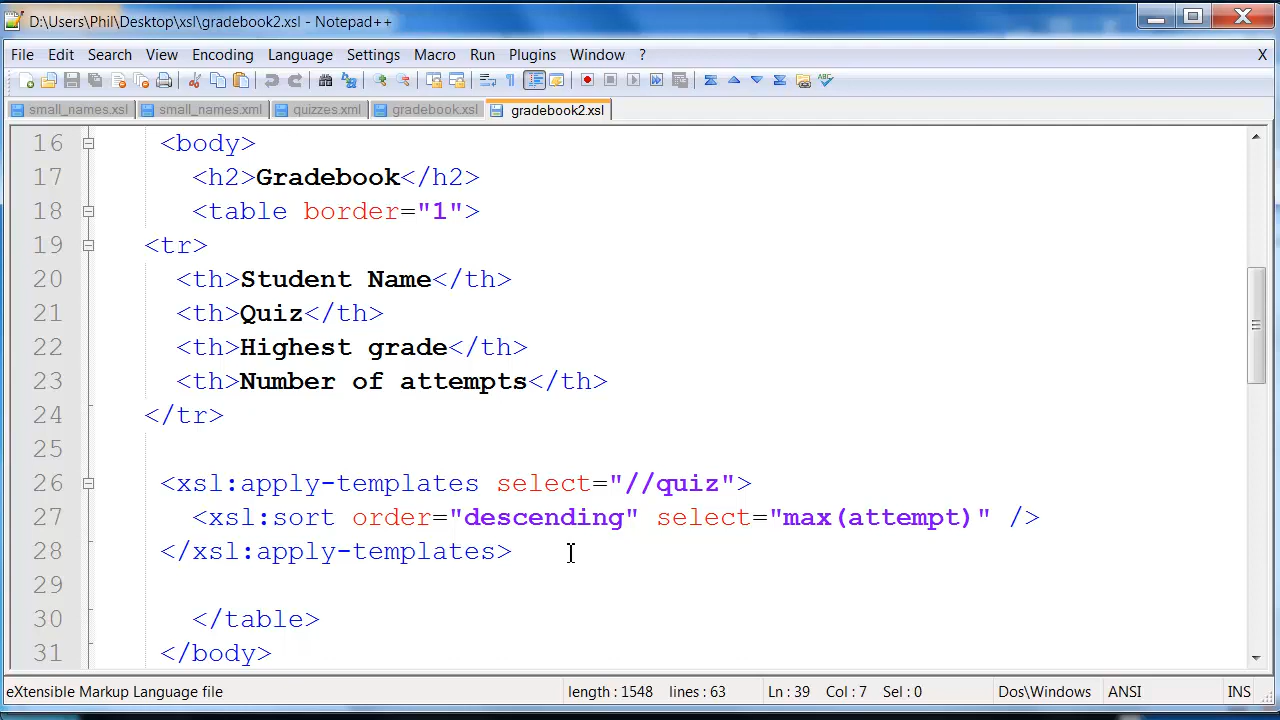 D:\Users\Phil\Desktop\xsl\gradebook2.xsl - Notepad++
File Edit Search View Encoding Language Settings Macro Run Plugins Window ? X
small_names.xsl small_names.xml quizzes.xml gradebook.xsl gradebook2.xsl
16 <body>
17 <h2>Gradebook</h2>
18 <table border="1">
19 <tr>
20 <th>Student Name</th>
21 <th>Quiz</th>
22 <th>Highest grade</th>
23 <th>Number of attempts</th>
24 </tr>
25
26 <xsl:apply-templates select="//quiz">
27 <xsl:sort order="descending" select="max(attempt)" />
28 </xsl:apply-templates>
29
30 </table>
31 </body>
eXtensible Markup Language file length : 1548 lines : 63 Ln : 39 Col : 7 Sel : 0 Dos\Windows ANSI INS